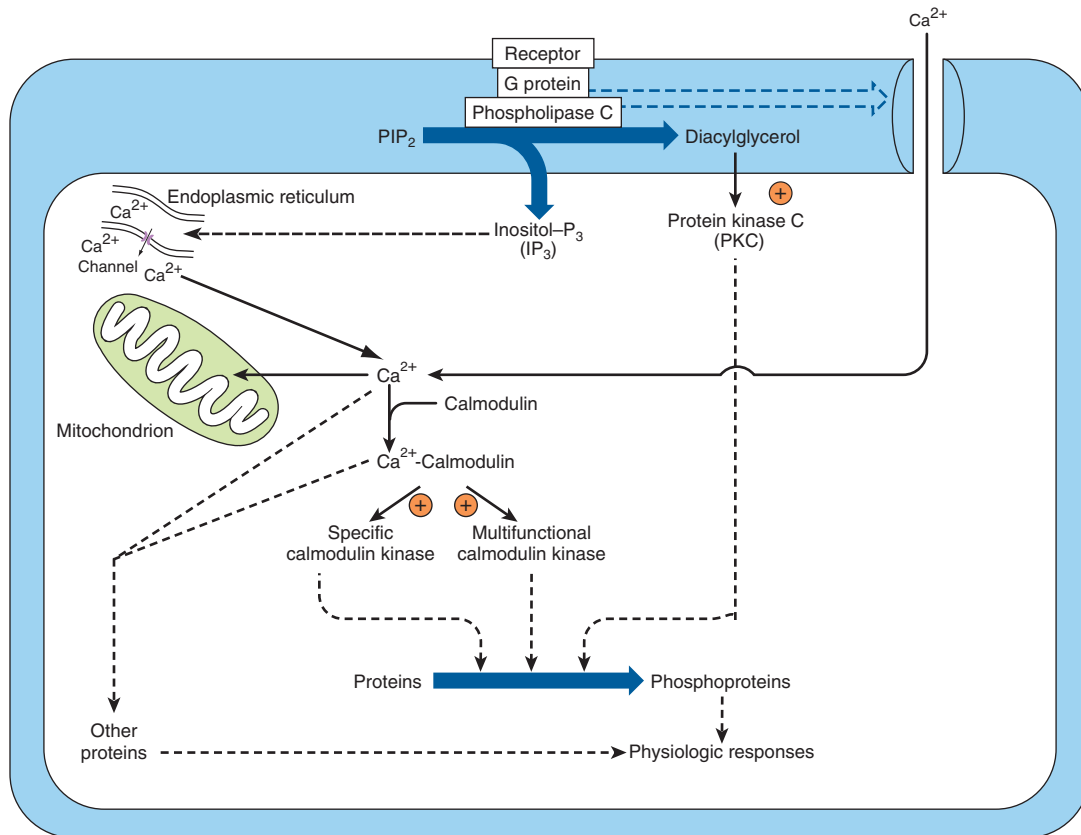 Ca²⁺
Receptor
G protein
Phospholipase C
PIP₂
Diacylglycerol
Endoplasmic reticulum
Ca²⁺
Ca²⁺
Channel
Ca²⁺
Inositol–P₃
(IP₃)
+
Protein kinase C
(PKC)
Ca²⁺
Calmodulin
Mitochondrion
Ca²⁺-Calmodulin
+
+
Specific
calmodulin kinase
Multifunctional
calmodulin kinase
Proteins
Phosphoproteins
Other
proteins
Physiologic responses